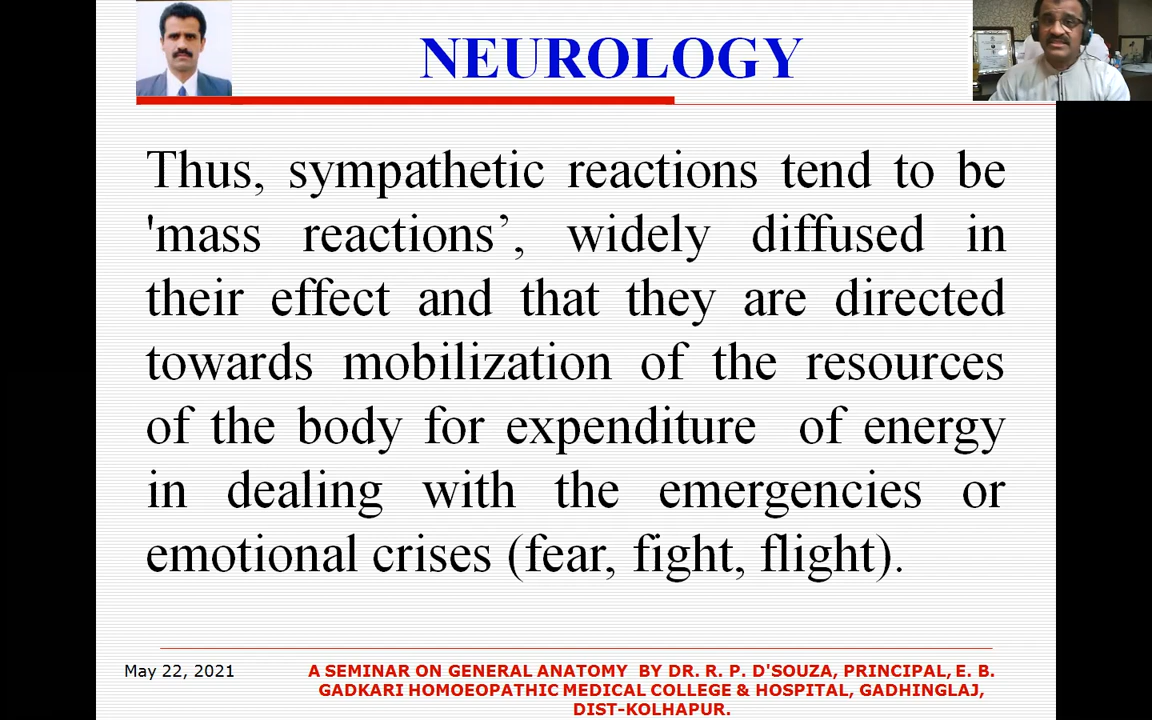 NEUROLOGY
Thus, sympathetic reactions tend to be
'mass reactions’, widely diffused in
their effect and that they are directed
towards mobilization of the resources
of the body for expenditure of energy
in dealing with the emergencies or
emotional crises (fear, fight, flight).
May 22, 2021
A SEMINAR ON GENERAL ANATOMY BY DR. R. P. D'SOUZA, PRINCIPAL, E. B.
GADKARI HOMOEOPATHIC MEDICAL COLLEGE & HOSPITAL, GADHINGLAJ,
DIST-KOLHAPUR.